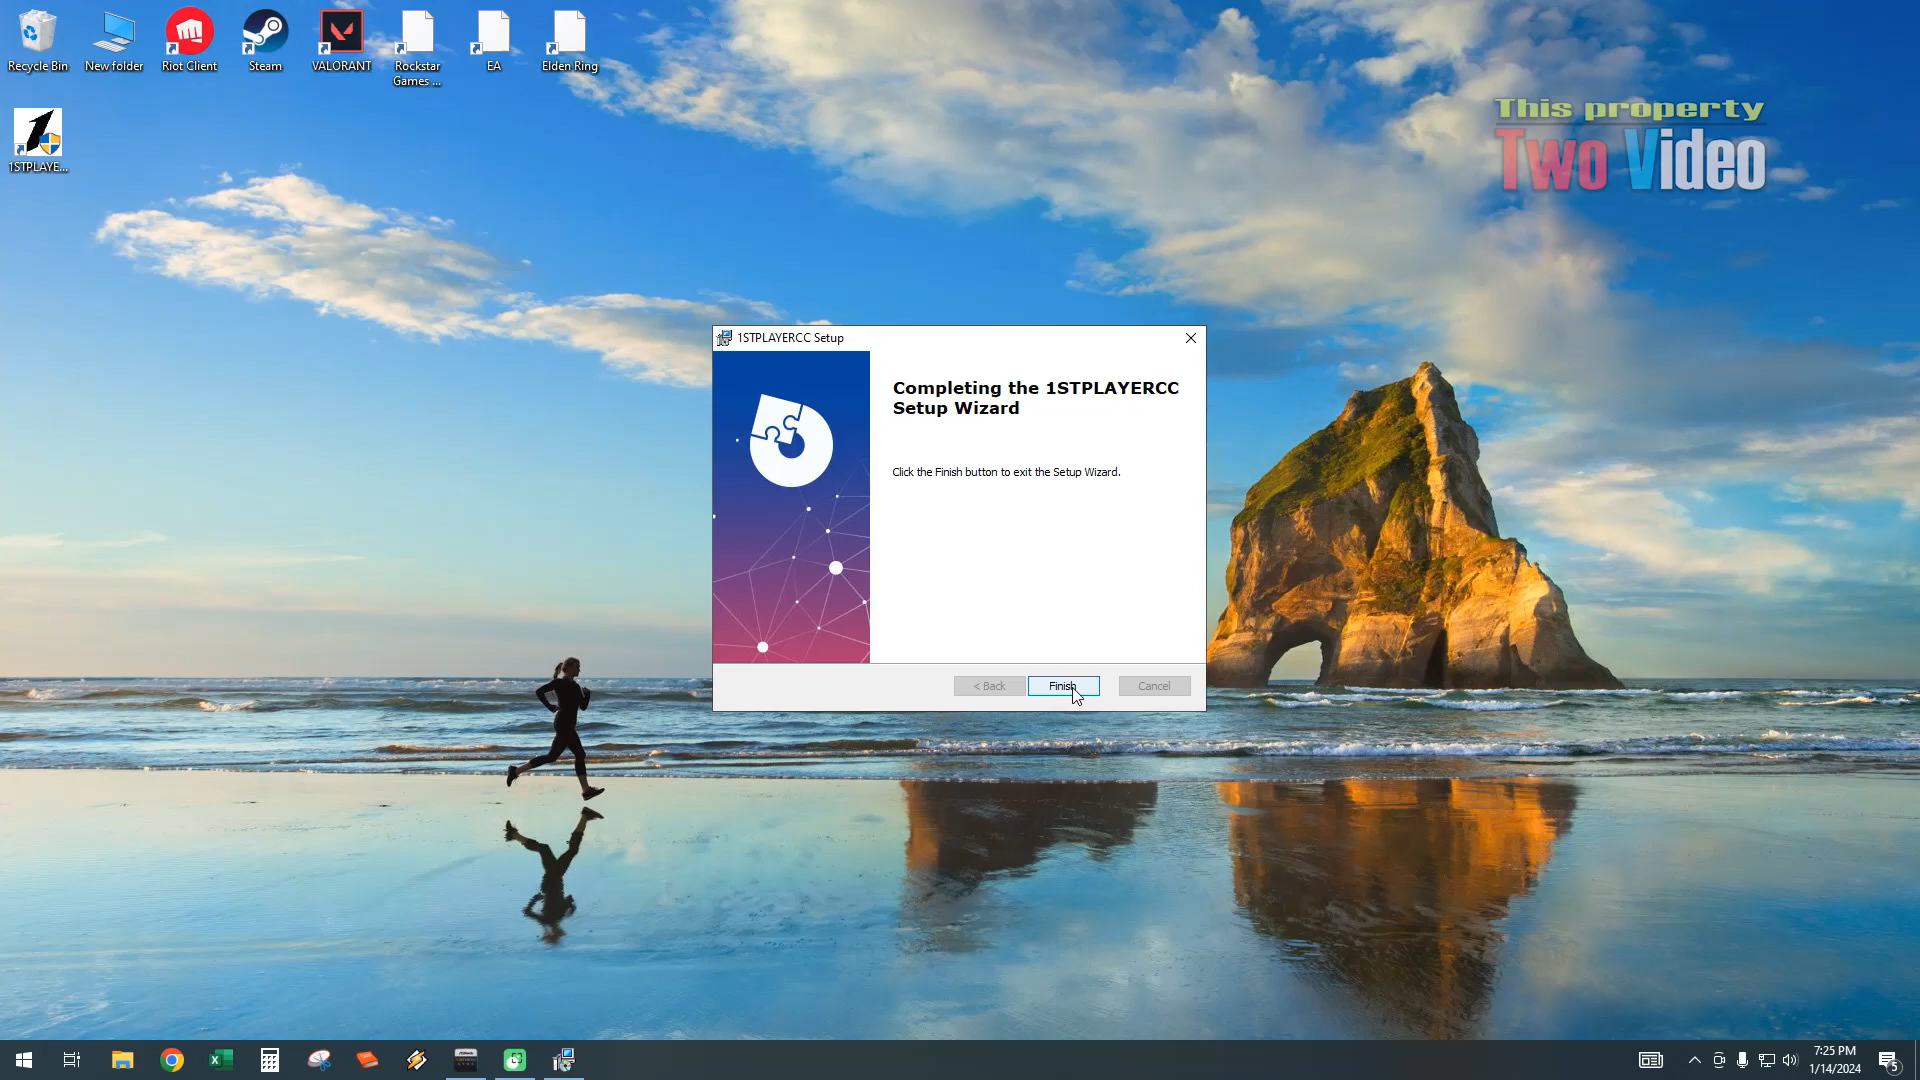 Recycle Bin
New folder
Riot Client
Steam
VALORANT
Rockstar
Games ...
EA
Elden Ring
1STPLAYE...
This property
Two Video
1STPLAYERCC Setup
Completing the 1STPLAYERCC
Setup Wizard
Click the Finish button to exit the Setup Wizard.
< Back
Finish
Cancel
7:25 PM
1/14/2024
5